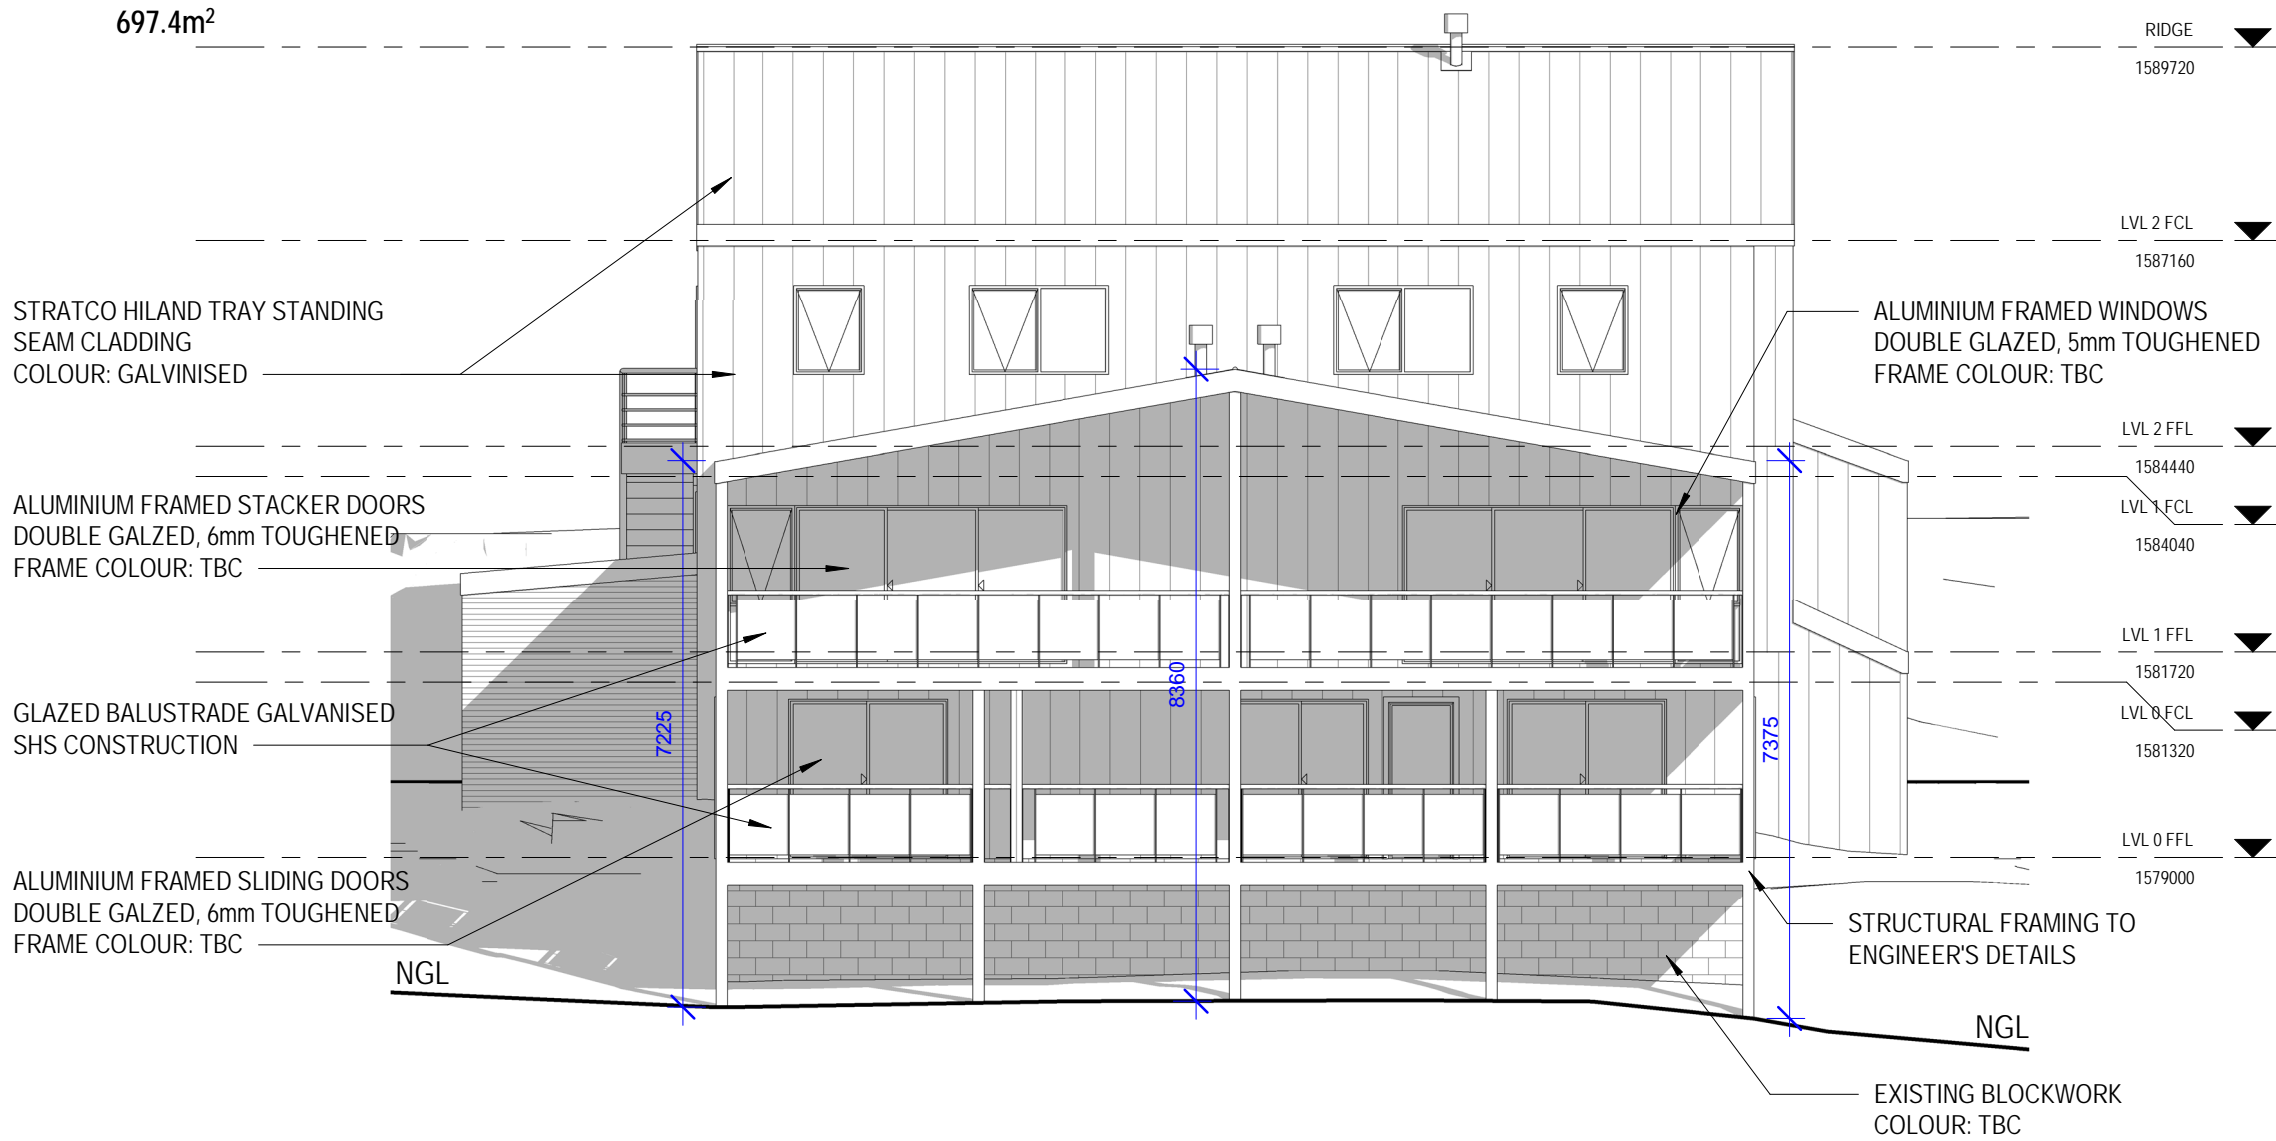 697.4m²
RIDGE
1589720
LVL 2 FCL
1587160
STRATCO HILAND TRAY STANDING
SEAM CLADDING
COLOUR: GALVINISED
ALUMINIUM FRAMED WINDOWS
DOUBLE GLAZED, 5mm TOUGHENED
FRAME COLOUR: TBC
LVL 2 FFL
1584440
LVL 1 FCL
1584040
ALUMINIUM FRAMED STACKER DOORS
DOUBLE GALZED, 6mm TOUGHENED
FRAME COLOUR: TBC
LVL 1 FFL
1581720
LVL 0 FCL
1581320
GLAZED BALUSTRADE GALVANISED
SHS CONSTRUCTION
7225
8360
7375
LVL 0 FFL
1579000
ALUMINIUM FRAMED SLIDING DOORS
DOUBLE GALZED, 6mm TOUGHENED
FRAME COLOUR: TBC
STRUCTURAL FRAMING TO
ENGINEER'S DETAILS
NGL
NGL
EXISTING BLOCKWORK
COLOUR: TBC